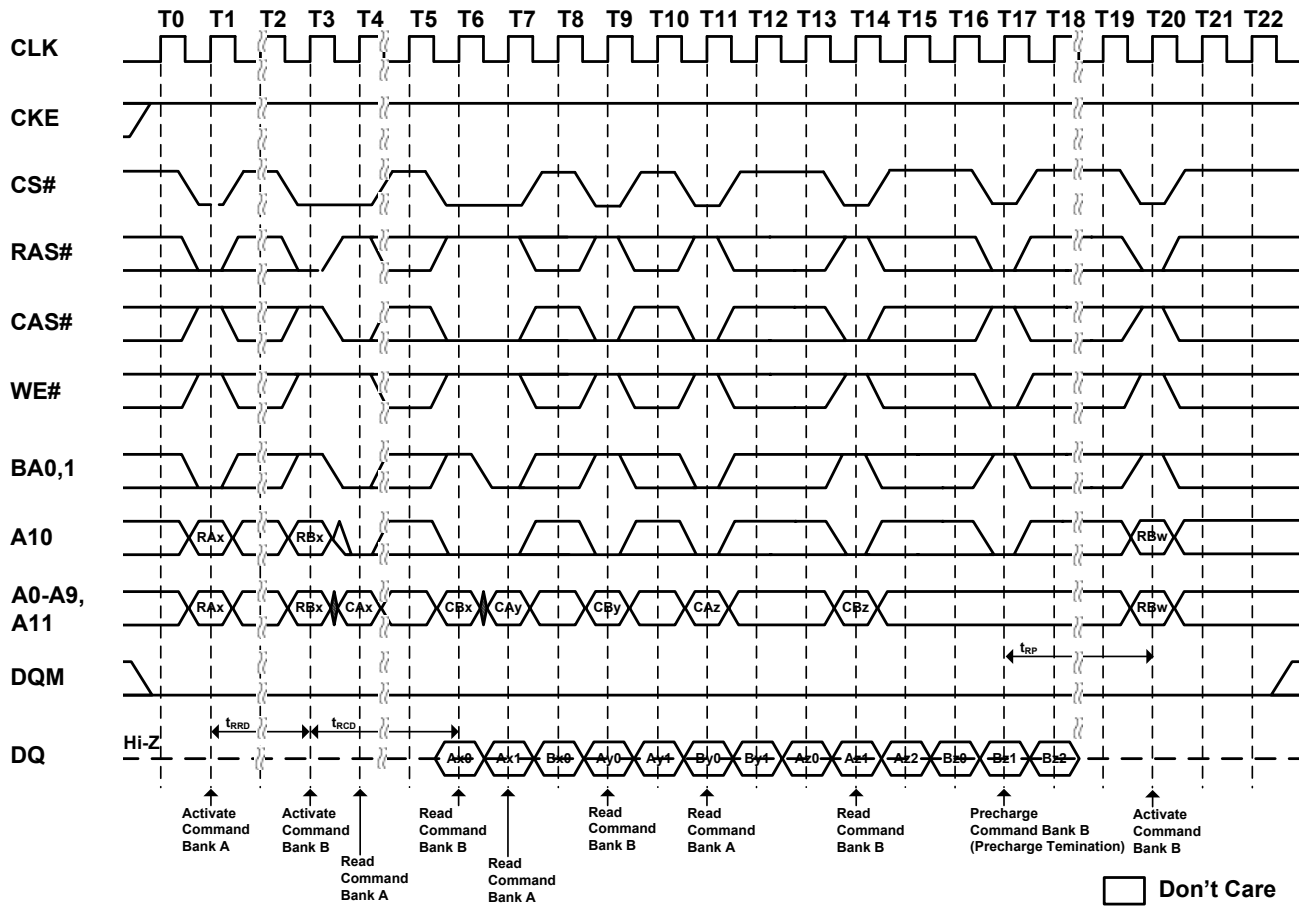 T0 T1 T2 T3 T4 T5 T6 T7 T8 T9 T10 T11 T12 T13 T14 T15 T16 T17 T18 T19 T20 T21 T22
CLK
CKE
CS#
RAS#
CAS#
WE#
BA0,1
A10
RAx RBx RBw
A0-A9,
A11
RAx RBx CAx CBx CAy CBy CAz CBz RBw
tRP
DQM
tRRD tRCD
Hi-Z
DQ
Ax0 Ax1 Bx0 Ay0 Ay1 By0 By1 Az0 Az1 Az2 Bz0 Bz1 Bz2
Activate
Command
Bank A
Activate
Command
Bank B
Read
Command
Bank A
Read
Command
Bank B
Read
Command
Bank A
Read
Command
Bank B
Read
Command
Bank A
Read
Command
Bank B
Precharge
Command Bank B
(Precharge Temination)
Activate
Command
Bank B
Don't Care